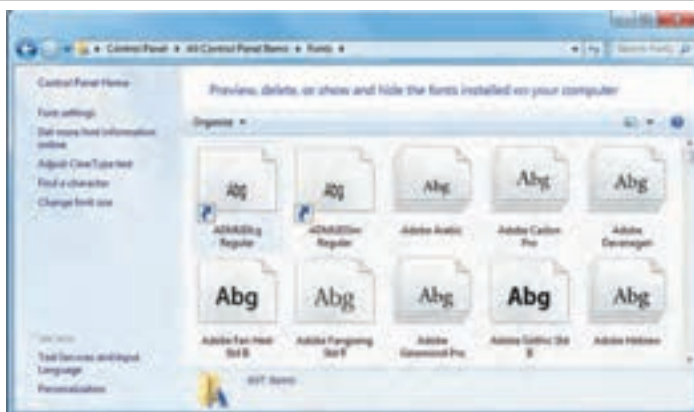 Control Panel All Control Panel Items Fonts Search Fonts
Control Panel Home
Font settings
Get more font information
online
Adjust ClearType text
Find a character
Change font size
Preview, delete, or show and hide the fonts installed on your computer
Organize
Abg Abg Abg Abg Abg
Regular Regular Adobe Arabic Adobe Caslon
Pro Adobe
Devanagari
Abg Abg Abg Abg Abg
Adobe Fan Heiti
Std B Adobe Fangsong
Std R Adobe
Garamond Pro Adobe Gothic Std
B Adobe Hebrew
See also
Text Services and Input
Language
Personalization
items